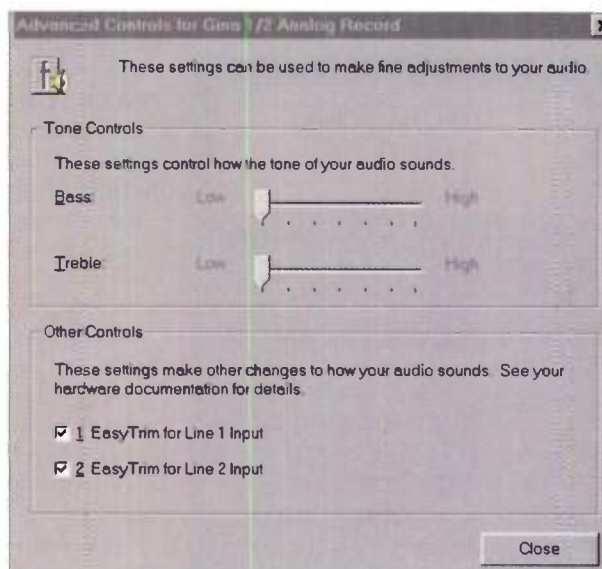 Advanced Controls for Gina 1/2 Analog Record
These settings can be used to make fine adjustments to your audio.
Tone Controls
These settings control how the tone of your audio sounds.
Bass:
Low
High
Treble:
Low
High
Other Controls
These settings make other changes to how your audio sounds. See your
hardware documentation for details.
1 EasyTrim for Line 1 Input
2 EasyTrim for Line 2 Input
Close